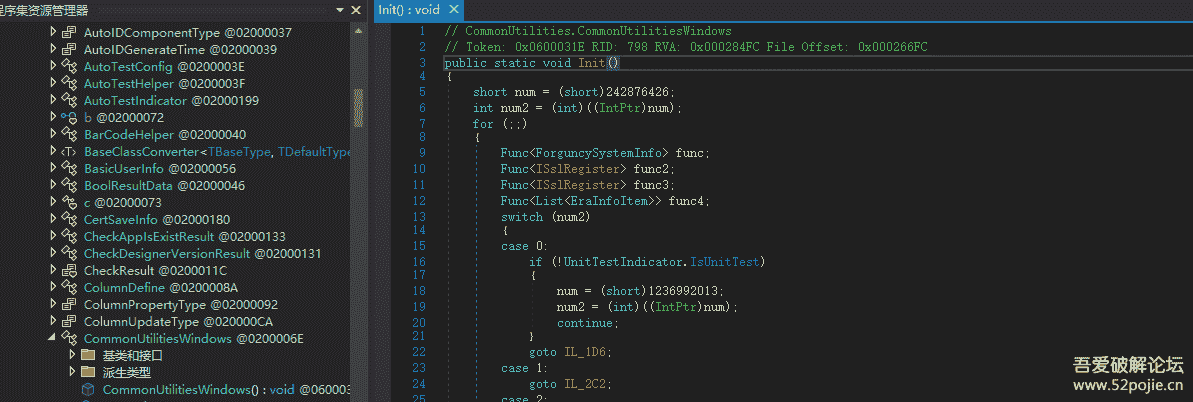 程序集资源管理器
Init() : void
AutoIDComponentType @02000037
AutoIDGenerateTime @02000039
AutoTestConfig @0200003E
AutoTestHelper @0200003F
AutoTestIndicator @02000199
b @02000072
BarCodeHelper @02000040
BaseClassConverter<TBaseType, TDefaultType
BasicUserInfo @02000056
BoolResultData @02000046
c @02000073
CertSaveInfo @02000180
CheckAppIsExistResult @02000133
CheckDesignerVersionResult @02000131
CheckResult @0200011C
ColumnDefine @0200008A
ColumnPropertyType @02000092
ColumnUpdateType @020000CA
CommonUtilitiesWindows @0200006E
基类和接口
派生类型
CommonUtilitiesWindows() : void @06000
1 // CommonUtilities.CommonUtilitiesWindows
2 // Token: 0x0600031E RID: 798 RVA: 0x000284FC File Offset: 0x000266FC
3 public static void Init()
4 {
5 short num = (short)242876426;
6 int num2 = (int)((IntPtr)num);
7 for (;;)
8 {
9 Func<ForguncySystemInfo> func;
10 Func<ISslRegister> func2;
11 Func<ISslRegister> func3;
12 Func<List<EraInfoItem>> func4;
13 switch (num2)
14 {
15 case 0:
16 if (!UnitTestIndicator.IsUnitTest)
17 {
18 num = (short)1236992013;
19 num2 = (int)((IntPtr)num);
20 continue;
21 }
22 goto IL_1D6;
23 case 1:
24 goto IL_2C2;
25 case 2:
吾爱破解论坛
www.52pojie.cn